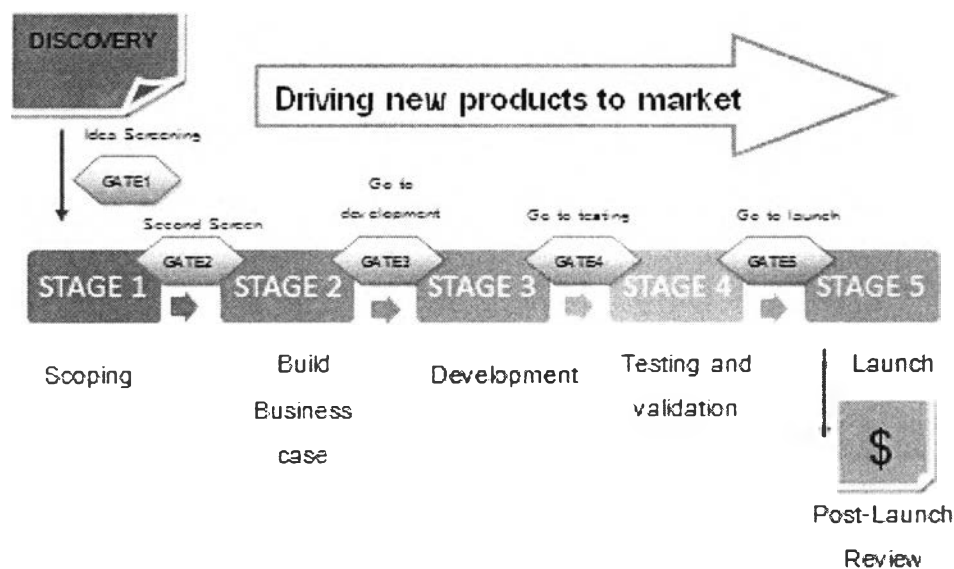 DISCOVERY
Driving new products to market
Idea Screening
GATE1
Go to
development
Second Screen
Go to testing
Go to launch
GATE2
GATE3
GATE4
GATE5
STAGE 1
STAGE 2
STAGE 3
STAGE 4
STAGE 5
Scoping
Build
Business
case
Development
Testing and
validation
Launch
$
Post-Launch
Review